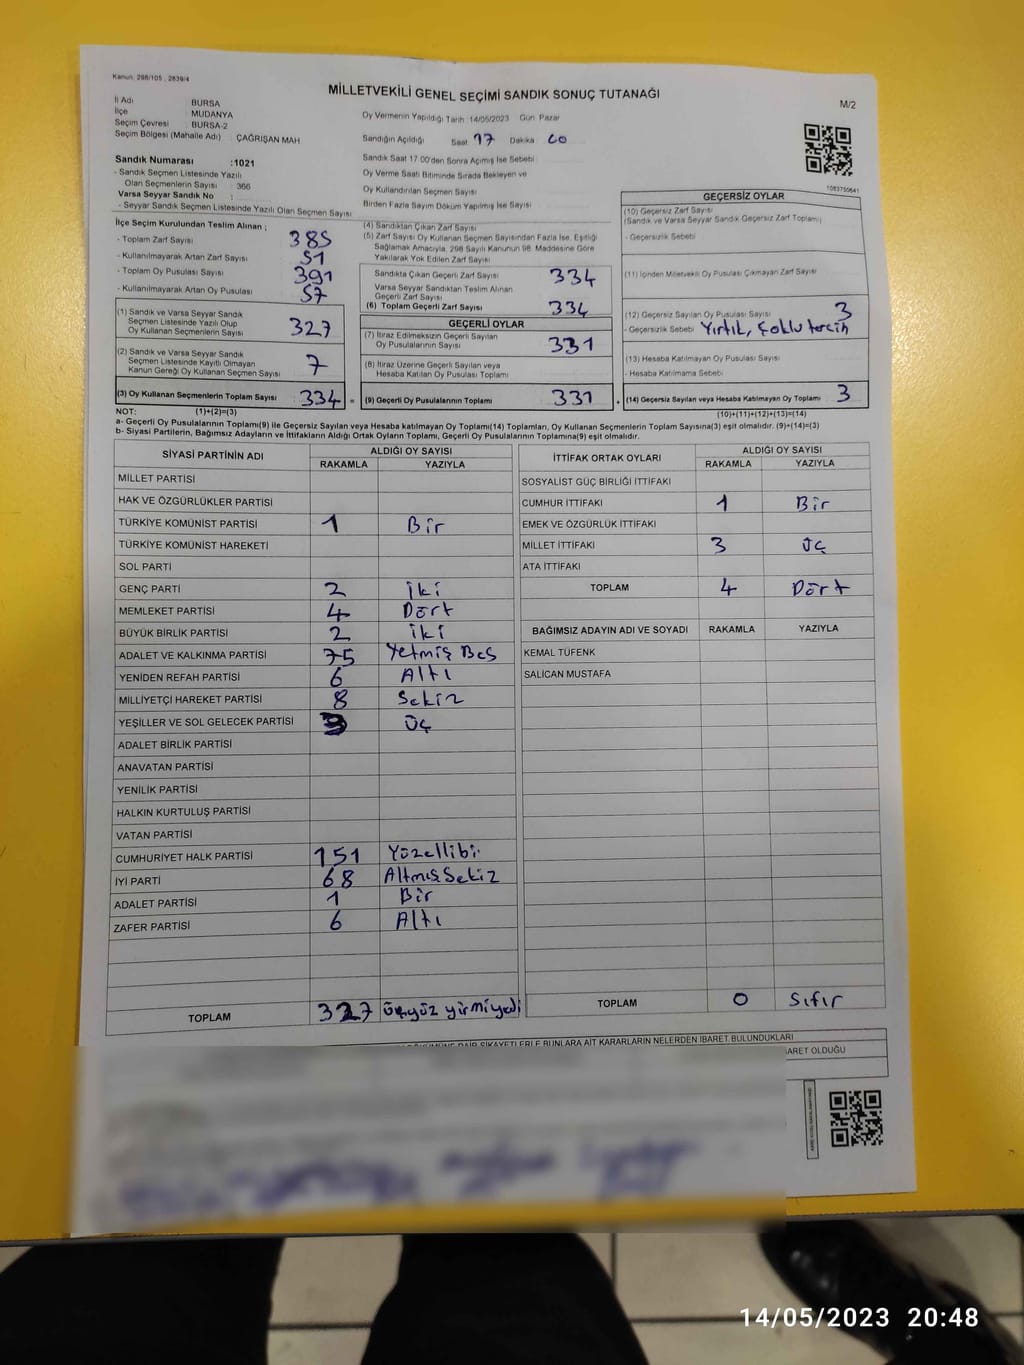 Kanun. 298/105 , 2839/4
MİLLETVEKİLİ GENEL SEÇİMİ SANDIK SONUÇ TUTANAĞI
M/2
İl Adı BURSA
İlçe MUDANYA
Seçim Çevresi BURSA-2
Seçim Bölgesi (Mahalle Adı) : ÇAĞRIŞAN MAH
Sandık Numarası :1021
- Sandık Seçmen Listesinde Yazılı
Olan Seçmenlerin Sayısı : 366
Varsa Seyyar Sandık No :
- Seyyar Sandık Seçmen Listesinde Yazılı Olan Seçmen Sayısı
Oy Vermenin Yapıldığı Tarih 14/05/2023 Gün Pazar
Sandığın Açıldığı Saat 17 Dakika 00
Sandık Saat 17 00'den Sonra Açılmış İse Sebebi
Oy Verme Saati Bitiminde Sırada Bekleyen ve
Oy Kullandırılan Seçmen Sayısı
Birden Fazla Sayım Döküm Yapılmış İse Sayısı
1083750641
İlçe Seçim Kurulundan Teslim Alınan ;
- Toplam Zarf Sayısı 385
- Kullanılmayarak Artan Zarf Sayısı 51
- Toplam Oy Pusulası Sayısı 391
- Kullanılmayarak Artan Oy Pusulası 57
(1) Sandık ve Varsa Seyyar Sandık
Seçmen Listesinde Yazılı Olup
Oy Kullanan Seçmenlerin Sayısı 327
(2) Sandık ve Varsa Seyyar Sandık
Seçmen Listesinde Kayıtlı Olmayan
Kanun Gereği Oy Kullanan Seçmen Sayısı 7
(3) Oy Kullanan Seçmenlerin Toplam Sayısı 334 =
(4) Sandıktan Çıkan Zarf Sayısı
(5) Zarf Sayısı Oy Kullanan Seçmen Sayısından Fazla İse, Eşitliği
Sağlamak Amacıyla, 298 Sayılı Kanunun 98. Maddesine Göre
Yakılarak Yok Edilen Zarf Sayısı
Sandıkta Çıkan Geçerli Zarf Sayısı 334
Varsa Seyyar Sandıktan Teslim Alınan
Geçerli Zarf Sayısı
(6) Toplam Geçerli Zarf Sayısı 334
GEÇERLİ OYLAR
(7) İtiraz Edilmeksizin Geçerli Sayılan
Oy Pusulalarının Sayısı 331
(8) İtiraz Üzerine Geçerli Sayılan veya
Hesaba Katılan Oy Pusulası Toplamı
(9) Geçerli Oy Pusulalarının Toplamı 331 +
GEÇERSİZ OYLAR
(10) Geçersiz Zarf Sayısı
(Sandık ve Varsa Seyyar Sandık Geçersiz Zarf Toplamı)
- Geçersizlik Sebebi
(11) İçinden Milletvekili Oy Pusulası Çıkmayan Zarf Sayısı
(12) Geçersiz Sayılan Oy Pusulası Sayısı 3
- Geçersizlik Sebebi Yırtık, Çoklu tercih
(13) Hesaba Katılmayan Oy Pusulası Sayısı
- Hesaba Katılmama Sebebi
(14) Geçersiz Sayılan veya Hesaba Katılmayan Oy Toplamı 3
NOT: (1)+(2)=(3) (10)+(11)+(12)+(13)=(14)
a- Geçerli Oy Pusulaları Toplamı(9) ile Geçersiz Sayılan veya Hesaba katılmayan Oy Toplamı(14) Toplamları, Oy Kullanan Seçmenlerin Toplam Sayısına(3) eşit olmalıdır. (9)+(14)=(3)
b- Siyasi Partilerin, Bağımsız Adayların ve İttifakların Aldığı Ortak Oyların Toplamı, Geçerli Oy Pusulalarının Toplamına(9) eşit olmalıdır.
SİYASİ PARTİNİN ADI ALDIĞI OY SAYISI
RAKAMLA YAZIYLA
MİLLET PARTİSİ
HAK VE ÖZGÜRLÜKLER PARTİSİ
TÜRKİYE KOMÜNİST PARTİSİ 1 Bir
TÜRKİYE KOMÜNİST HAREKETİ
SOL PARTİ
GENÇ PARTİ 2 İki
MEMLEKET PARTİSİ 4 Dört
BÜYÜK BİRLİK PARTİSİ 2 İki
ADALET VE KALKINMA PARTİSİ 75 Yetmiş Beş
YENİDEN REFAH PARTİSİ 6 Altı
MİLLİYETÇİ HAREKET PARTİSİ 8 Sekiz
YEŞİLLER VE SOL GELECEK PARTİSİ 3 Üç
ADALET BİRLİK PARTİSİ
ANAVATAN PARTİSİ
YENİLİK PARTİSİ
HALKIN KURTULUŞ PARTİSİ
VATAN PARTİSİ
CUMHURİYET HALK PARTİSİ 151 Yüzellibir
İYİ PARTİ 68 AltmışSekiz
ADALET PARTİSİ 1 Bir
ZAFER PARTİSİ 6 Altı
TOPLAM 327 üçyüz yirmiyedi
İTTİFAK ORTAK OYLARI ALDIĞI OY SAYISI
RAKAMLA YAZIYLA
SOSYALİST GÜÇ BİRLİĞİ İTTİFAKI
CUMHUR İTTİFAKI 1 Bir
EMEK VE ÖZGÜRLÜK İTTİFAKI
MİLLET İTTİFAKI 3 Üç
ATA İTTİFAKI
TOPLAM 4 Dört
BAĞIMSIZ ADAYIN ADI VE SOYADI RAKAMLA YAZIYLA
KEMAL TÜFENK
SALİCAN MUSTAFA
TOPLAM 0 Sıfır
DAİR ŞİKAYETLERLE BUNLARA AİT KARARLARIN NELERDEN İBARET BULUNDUKLARI
OLDUĞU
14/05/2023 20:48